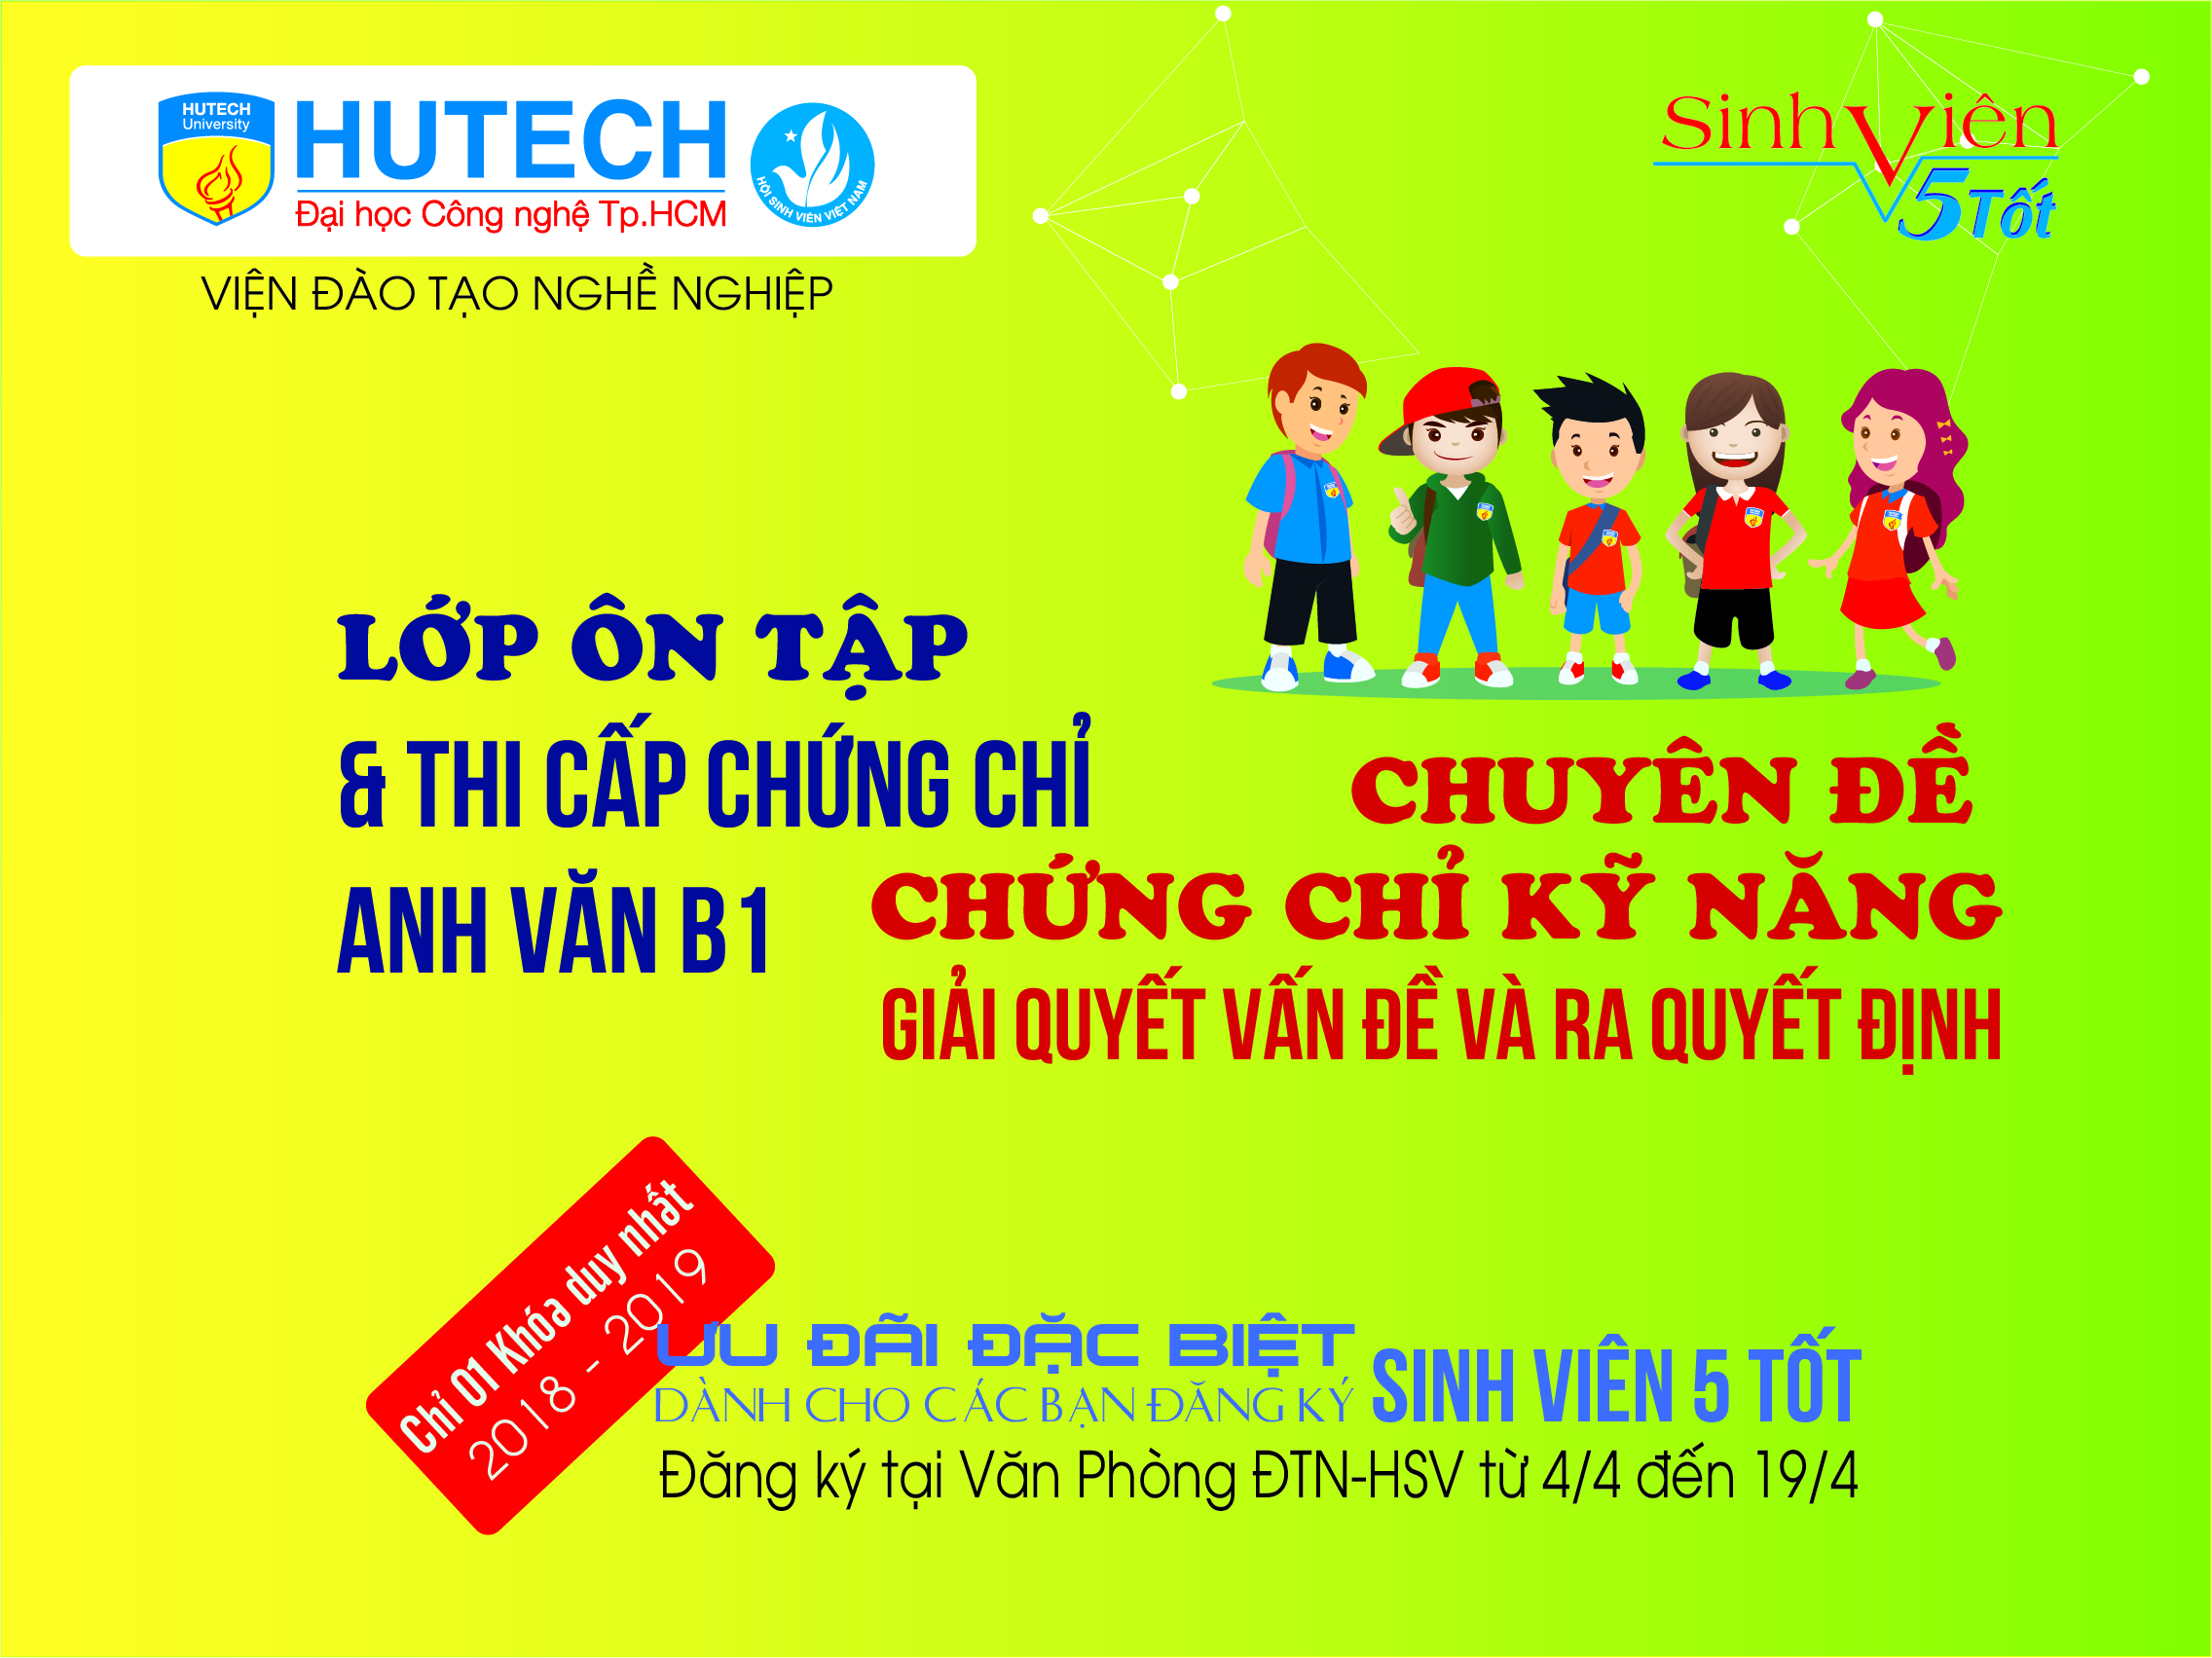 HUTECH
University
HUTECH
Đại học Công nghệ Tp.HCM
HỘI SINH VIÊN VIỆT NAM
VIỆN ĐÀO TẠO NGHỀ NGHIỆP
Sinh Viên
5 Tốt
LỚP ÔN TẬP
& THI CẤP CHỨNG CHỈ
ANH VĂN B1
CHUYÊN ĐỀ
CHỨNG CHỈ KỸ NĂNG
GIẢI QUYẾT VẤN ĐỀ VÀ RA QUYẾT ĐỊNH
Chỉ 01 Khóa duy nhất
2018 - 2019
ƯU ĐÃI ĐẶC BIỆT
DÀNH CHO CÁC BẠN ĐĂNG KÝ SINH VIÊN 5 TỐT
Đăng ký tại Văn Phòng ĐTN-HSV từ 4/4 đến 19/4